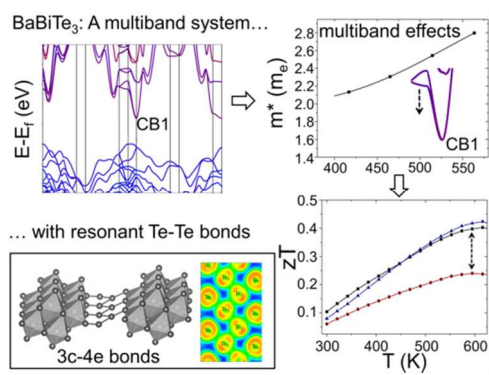 BaBiTe₃: A multiband system…
E-E_f (eV)
CB1
m* (mₑ)
multiband effects
2.8
2.6
2.4
2.2
2.0
1.8
1.6
1.4
CB1
400 450 500 550
… with resonant Te-Te bonds
3c-4e bonds
zT
0.5
0.4
0.3
0.2
0.1
300 400 500 600
T (K)